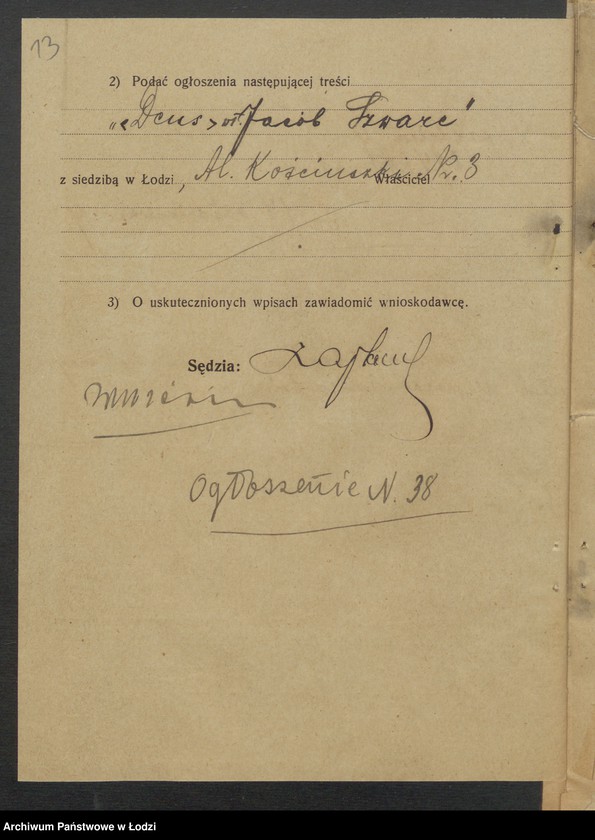 13
2) Podać ogłoszenia następującej treści
„«Deus» wł. Jacob Szwarc"
z siedzibą w Łodzi, Al. Kościuszki Nr. 3
Właściciel
3) O uskutecznionych wpisach zawiadomić wnioskodawcę.
Sędzia:
Ogłoszenie N. 38
Archiwum Państwowe w Łodzi